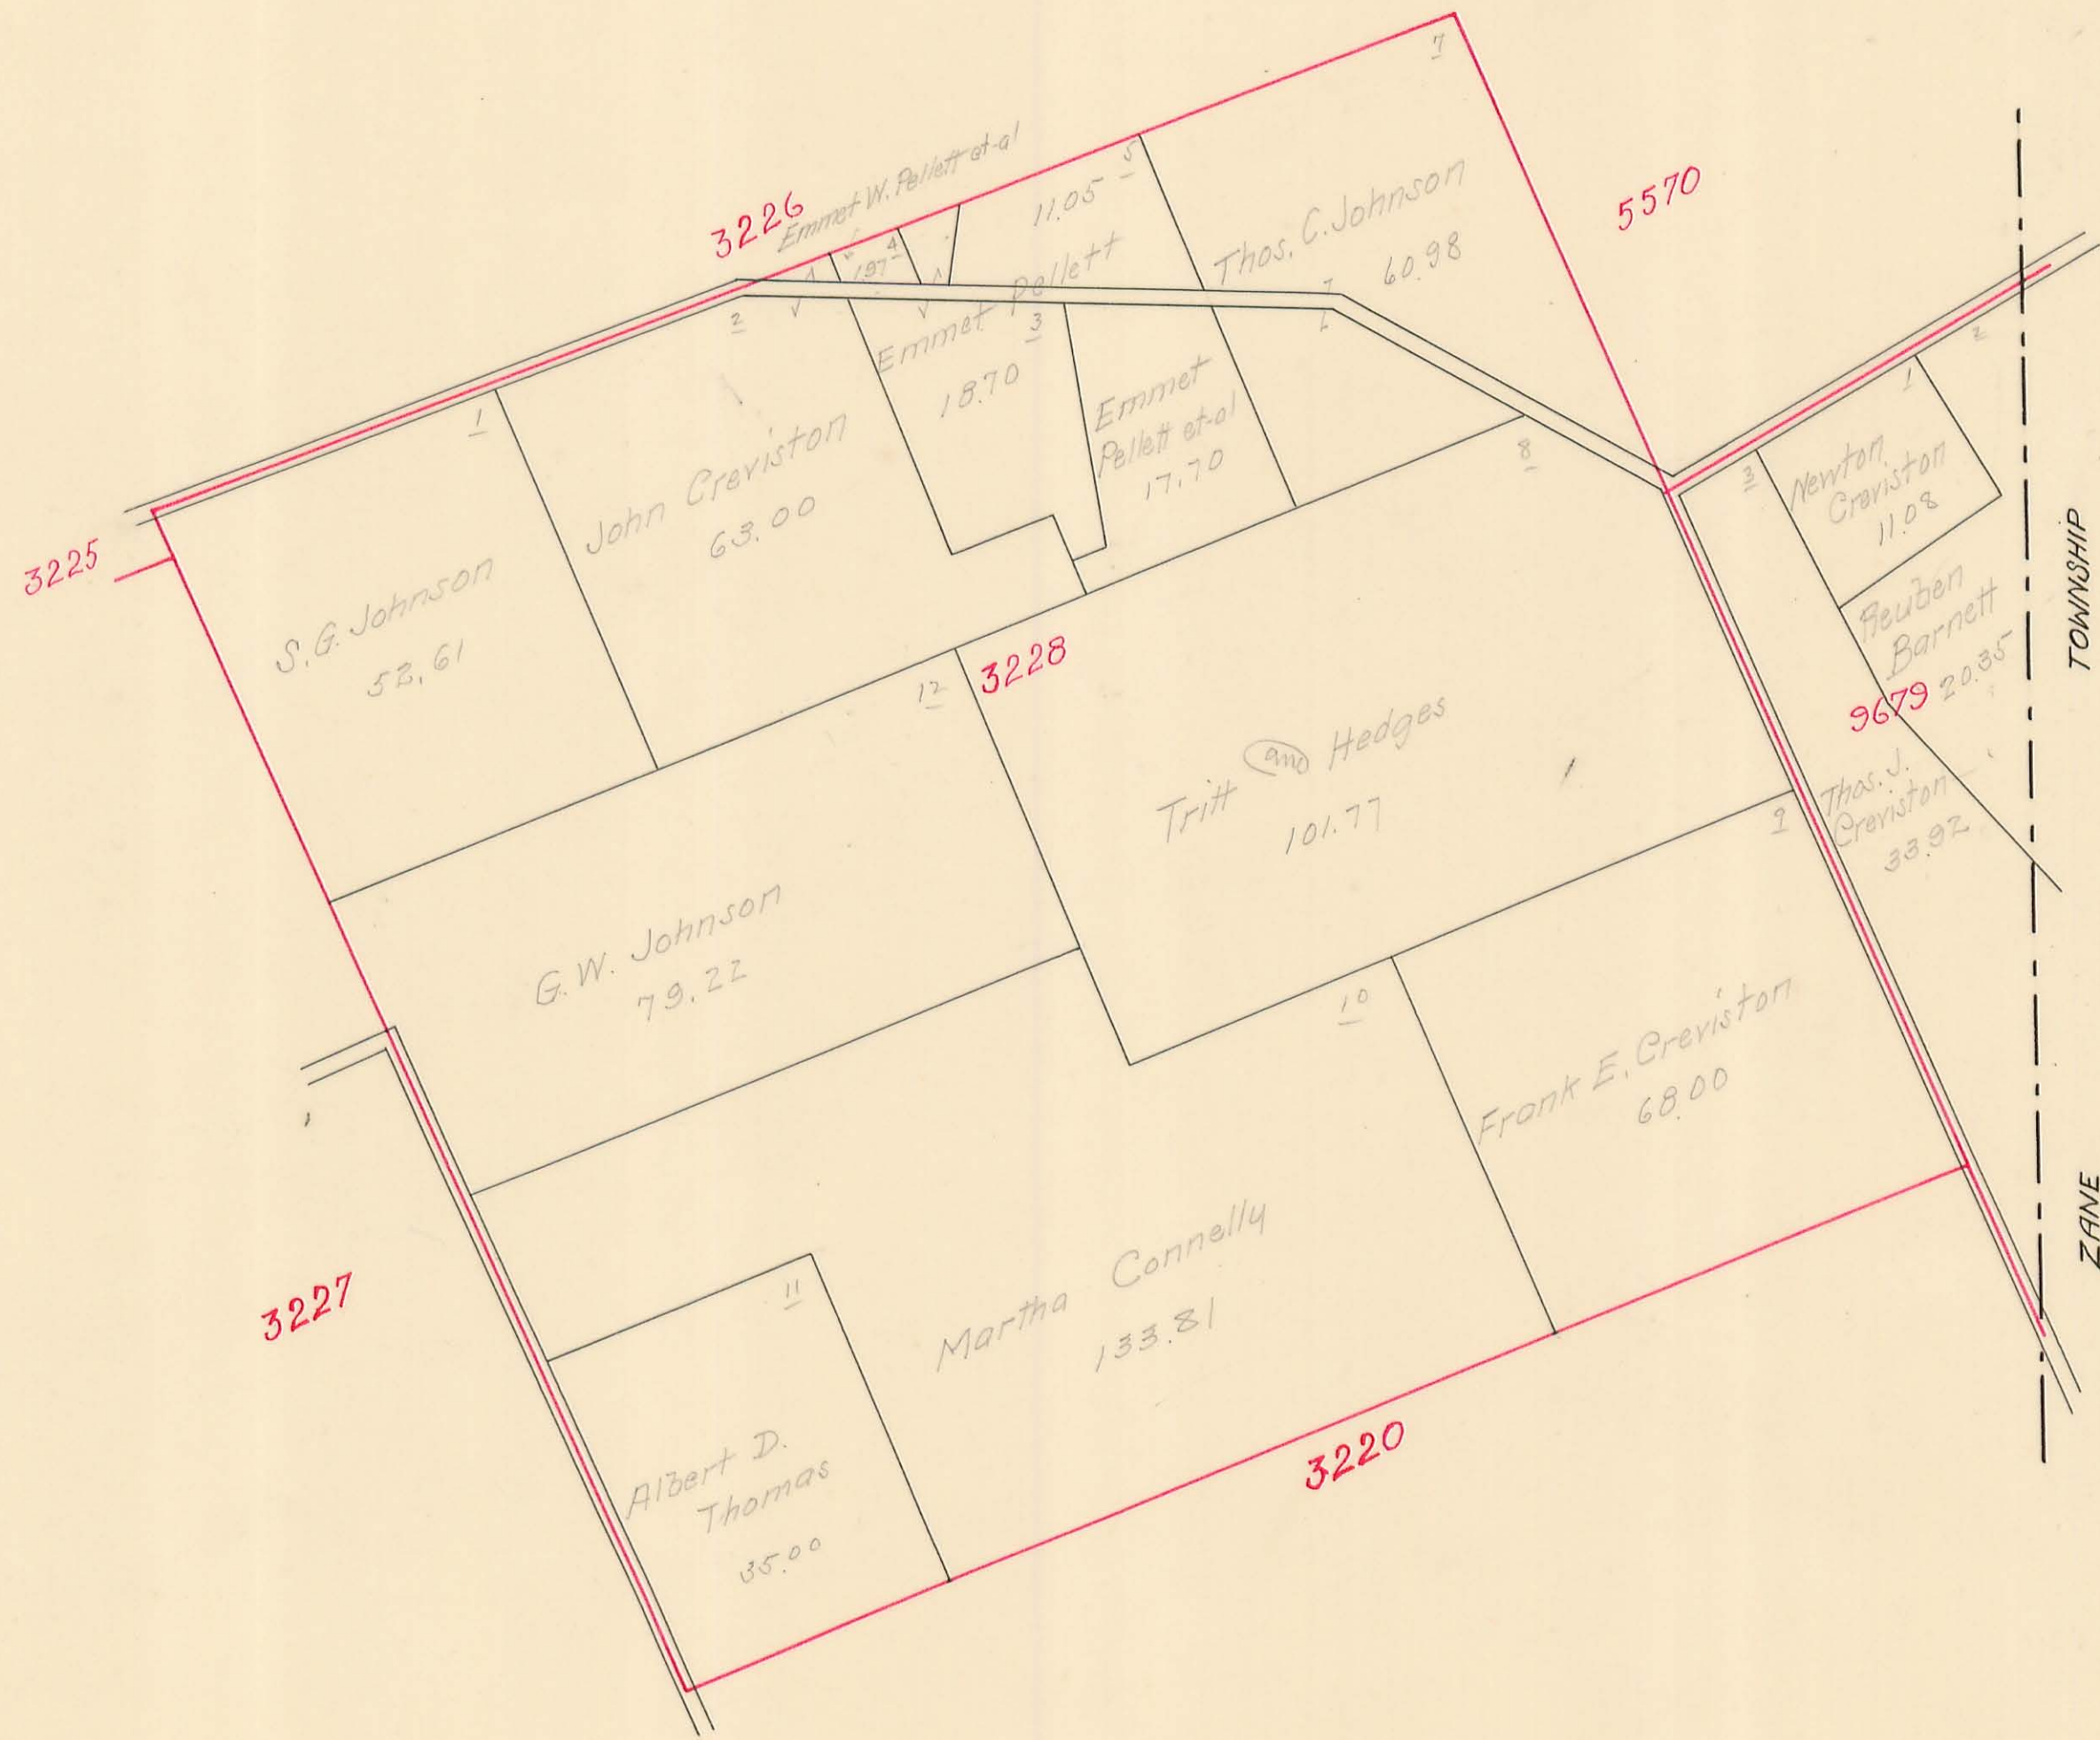 7
Emmet W. Pellett et-al
3226
5
11.05
5570
Thos. C. Johnson
60.98
4
1.97
Emmet Pellett
2
3
18.70
2
1
Emmet
Pellett et-al
17.70
1
John Creviston
63.00
8
3
Newton
Creviston
11.08
TOWNSHIP
3225
S. G. Johnson
52.61
Reuben
Barnett
20.35
9679
3228
12
Tritt and Hedges
101.77
Thos. J.
Creviston
33.92
9
G. W. Johnson
79.22
10
Frank E. Creviston
68.00
ZANE
3227
11
Martha Connelly
133.81
3220
Albert D.
Thomas
35.00